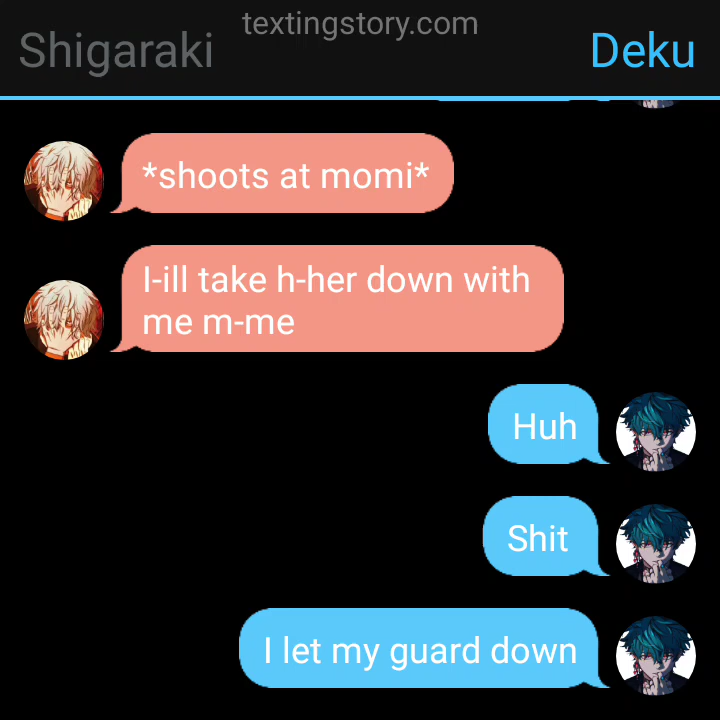 textingstory.com
Shigaraki
Deku
*shoots at momi*
I-ill take h-her down with
me m-me
Huh
Shit
I let my guard down